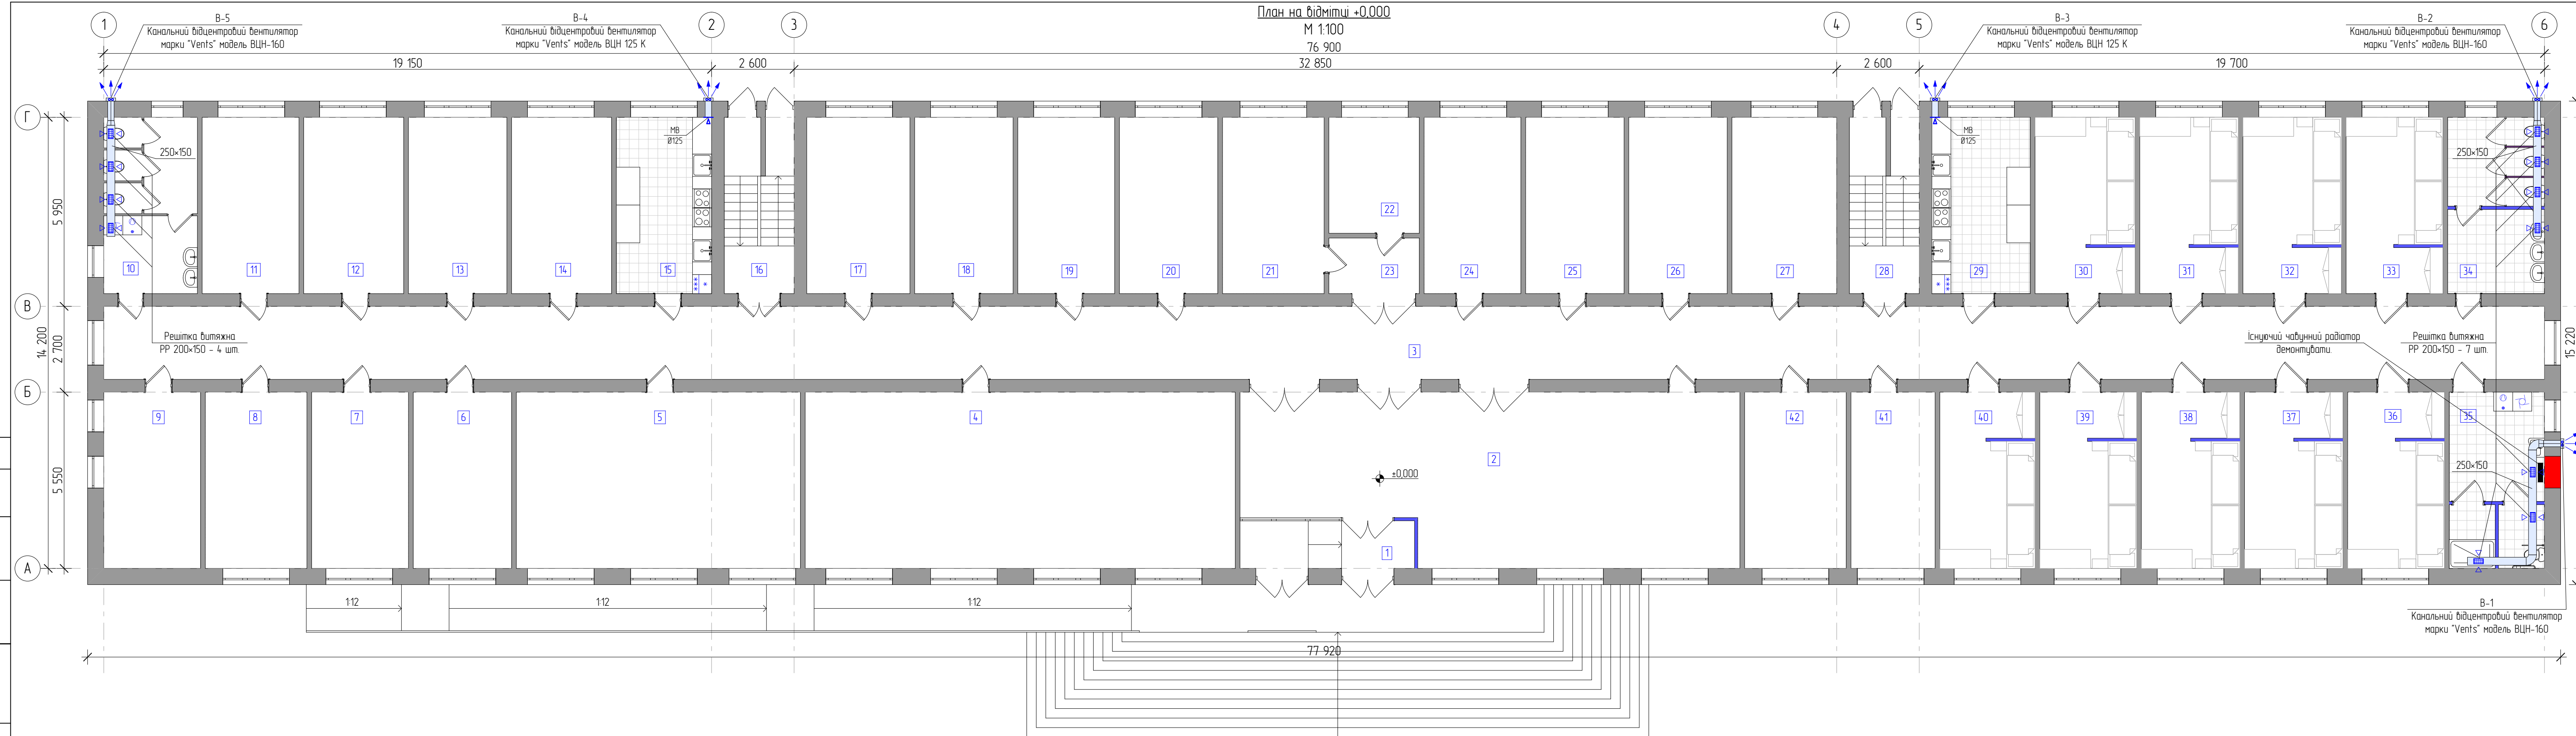 План на відмітці +0,000
М 1:100
76 900
1
2
3
4
5
6
В-5
Канальний відцентровий вентилятор
марки "Vents" модель ВЦН-160
В-4
Канальний відцентровий вентилятор
марки "Vents" модель ВЦН 125 К
В-3
Канальний відцентровий вентилятор
марки "Vents" модель ВЦН 125 К
В-2
Канальний відцентровий вентилятор
марки "Vents" модель ВЦН-160
19 150
2 600
32 850
2 600
19 700
Г
В
Б
А
5 950
2 700
5 550
14 200
15 220
250×150
МВ
Ø125
МВ
Ø125
250×150
10
11
12
13
14
15
16
17
18
19
20
21
22
23
24
25
26
27
28
29
30
31
32
33
34
Решітка витяжна
РР 200×150 - 4 шт.
3
Існуючий чавунний радіатор
демонтувати.
Решітка витяжна
РР 200×150 - 7 шт.
9
8
7
6
5
4
2
42
41
40
39
38
37
36
35
±0,000
250×150
1
1:12
1:12
1:12
В-1
Канальний відцентровий вентилятор
марки "Vents" модель ВЦН-160
77 920